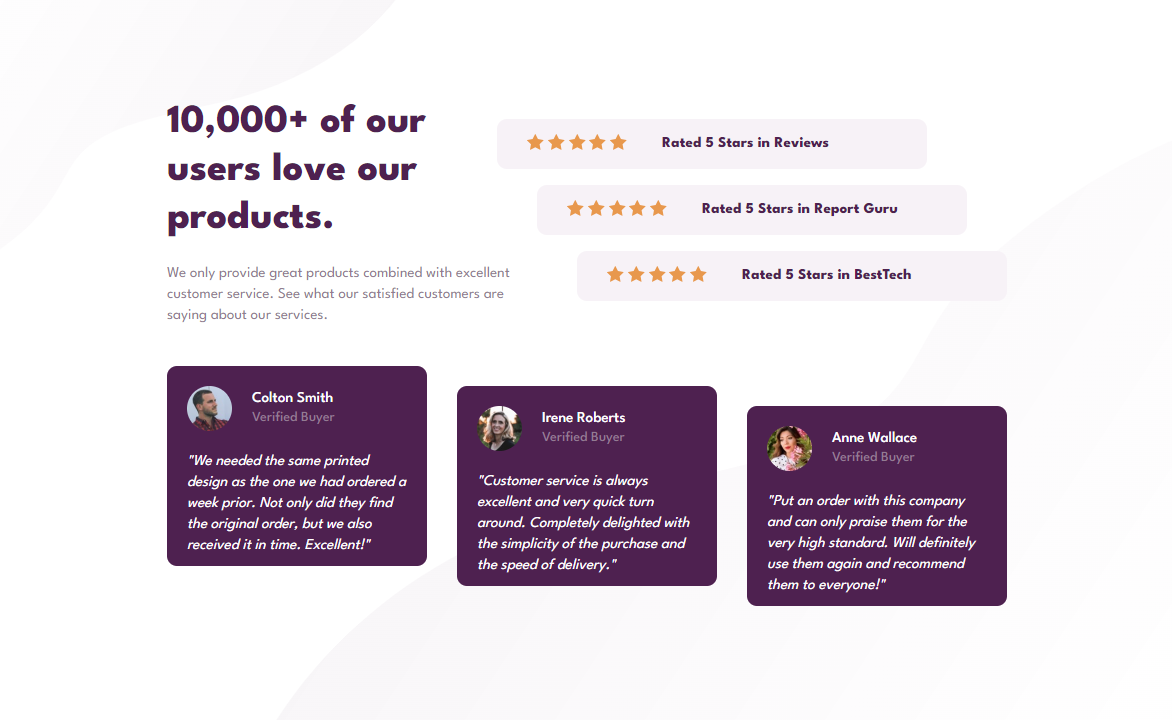 10,000+ of our
users love our
products.
We only provide great products combined with excellent
customer service. See what our satisfied customers are
saying about our services.
Rated 5 Stars in Reviews
Rated 5 Stars in Report Guru
Rated 5 Stars in BestTech
Colton Smith
Verified Buyer
"We needed the same printed
design as the one we had ordered a
week prior. Not only did they find
the original order, but we also
received it in time. Excellent!"
Irene Roberts
Verified Buyer
"Customer service is always
excellent and very quick turn
around. Completely delighted with
the simplicity of the purchase and
the speed of delivery."
Anne Wallace
Verified Buyer
"Put an order with this company
and can only praise them for the
very high standard. Will definitely
use them again and recommend
them to everyone!"